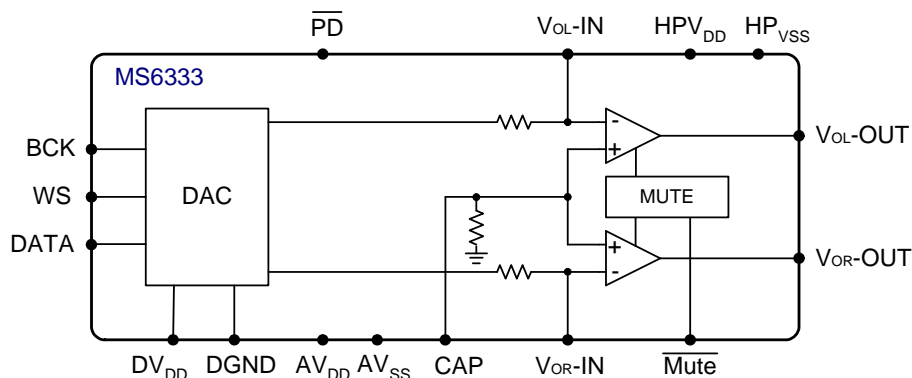 PD VOL-IN HPVDD HPVSS
MS6333
BCK
WS
DATA
DAC
MUTE
VOL-OUT
VOR-OUT
DVDD DGND AVDD AVSS CAP VOR-IN Mute
- + + -